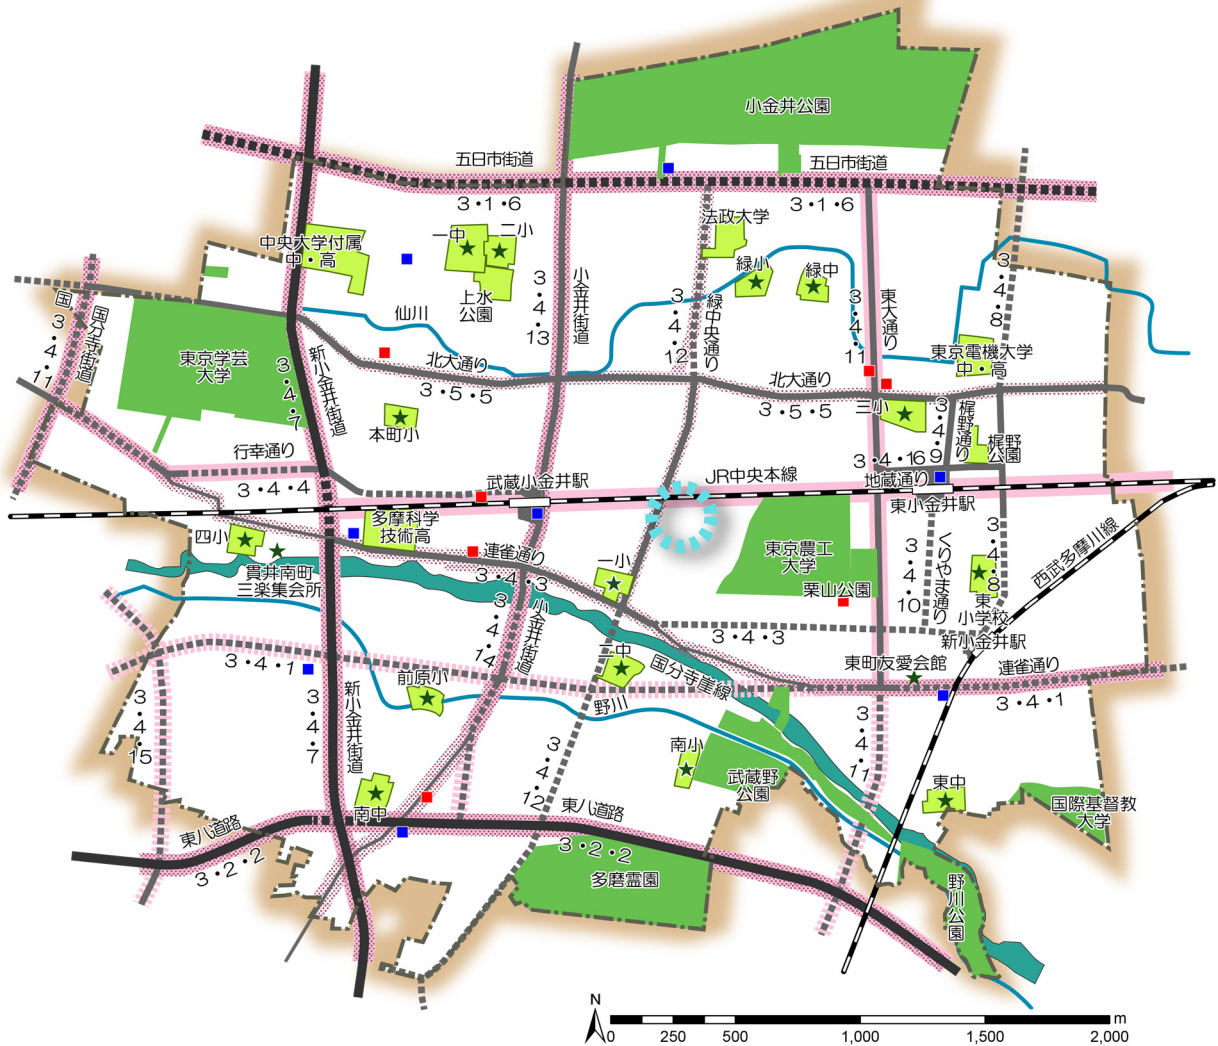 小金井公園
五日市街道
五日市街道
3・1・6
3・1・6
法政大学
中央大学付属
中・高
一中
二小
緑小
緑中
上水
公園
3・4・13
小金井街道
3・4・12
緑中央通り
3・4・11
東大通り
3・4・8
国
3・4・11
国分寺街道
仙川
東京学芸
大学
3・4・7
新小金井街道
北大通り
3・5・5
北大通り
3・5・5
東京電機大学
中・高
三小
3・4・9
梶野通り
梶野
公園
本町小
行幸通り
3・4・4
3・4・16
地蔵通り
武蔵小金井駅
JR中央本線
東小金井駅
四小
多摩科学
技術高
貫井南町
三楽集会所
連雀通り
3・4・3
一小
東京農工
大学
栗山公園
3・4・10
くりやま通り
3・4・8
東
小学校
西武多摩川線
新小金井駅
3・4・14
小金井街道
3・4・3
3・4・1
二中
国分寺崖線
東町友愛会館
連雀通り
3・4・1
前原小
野川
3・4・15
3・4・7
新小金井街道
3・4・12
南小
武蔵野
公園
3・4・11
東中
国際基督教
大学
南中
東八道路
3・2・2
東八道路
3・2・2
多磨霊園
野川公園
N
0
250
500
1,000
1,500
2,000
m